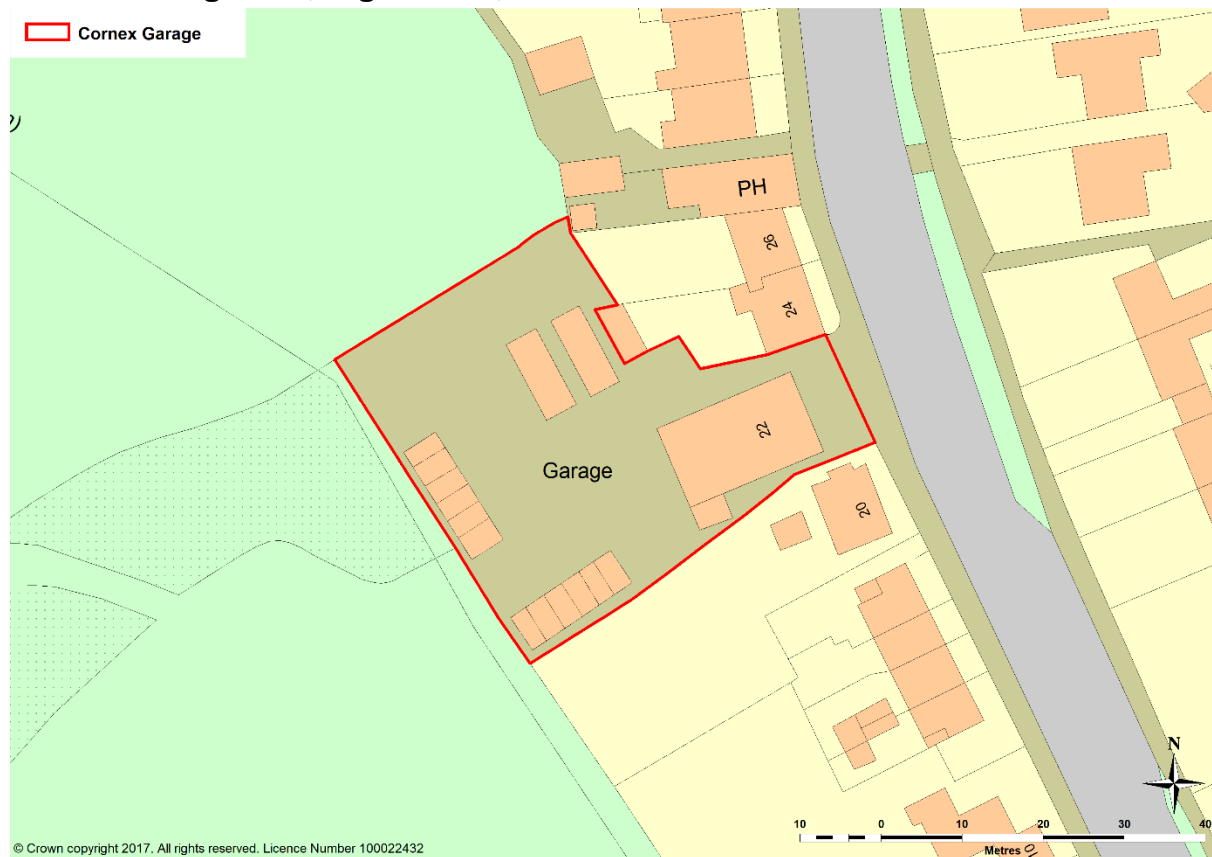 Cornex Garage
PH
26
24
22
Garage
20
N
10 0 10 20 30 40
Metres
© Crown copyright 2017. All rights reserved. Licence Number 100022432